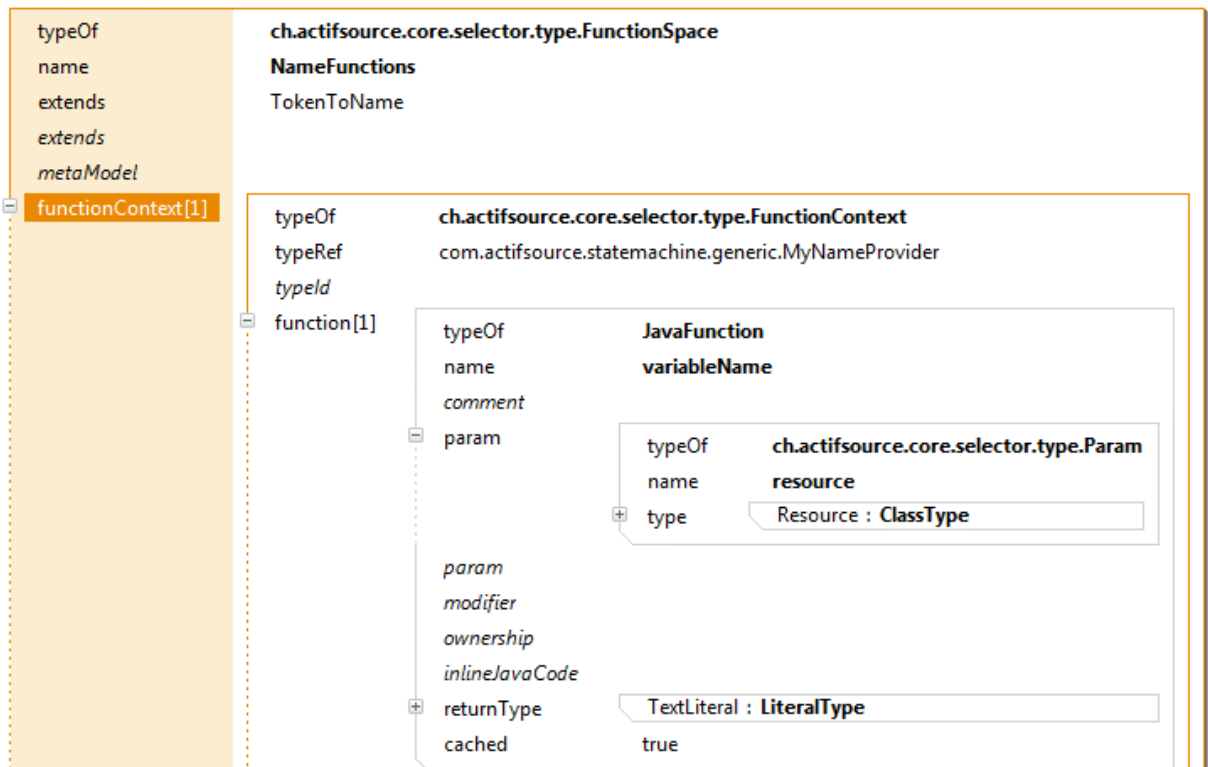 typeOf ch.actifsource.core.selector.type.FunctionSpace
name NameFunctions
extends TokenToName
extends
metaModel
functionContext[1]
typeOf ch.actifsource.core.selector.type.FunctionContext
typeRef com.actifsource.statemachine.generic.MyNameProvider
typeId
function[1]
typeOf JavaFunction
name variableName
comment
param
typeOf ch.actifsource.core.selector.type.Param
name resource
type Resource : ClassType
param
modifier
ownership
inlineJavaCode
returnType TextLiteral : LiteralType
cached true